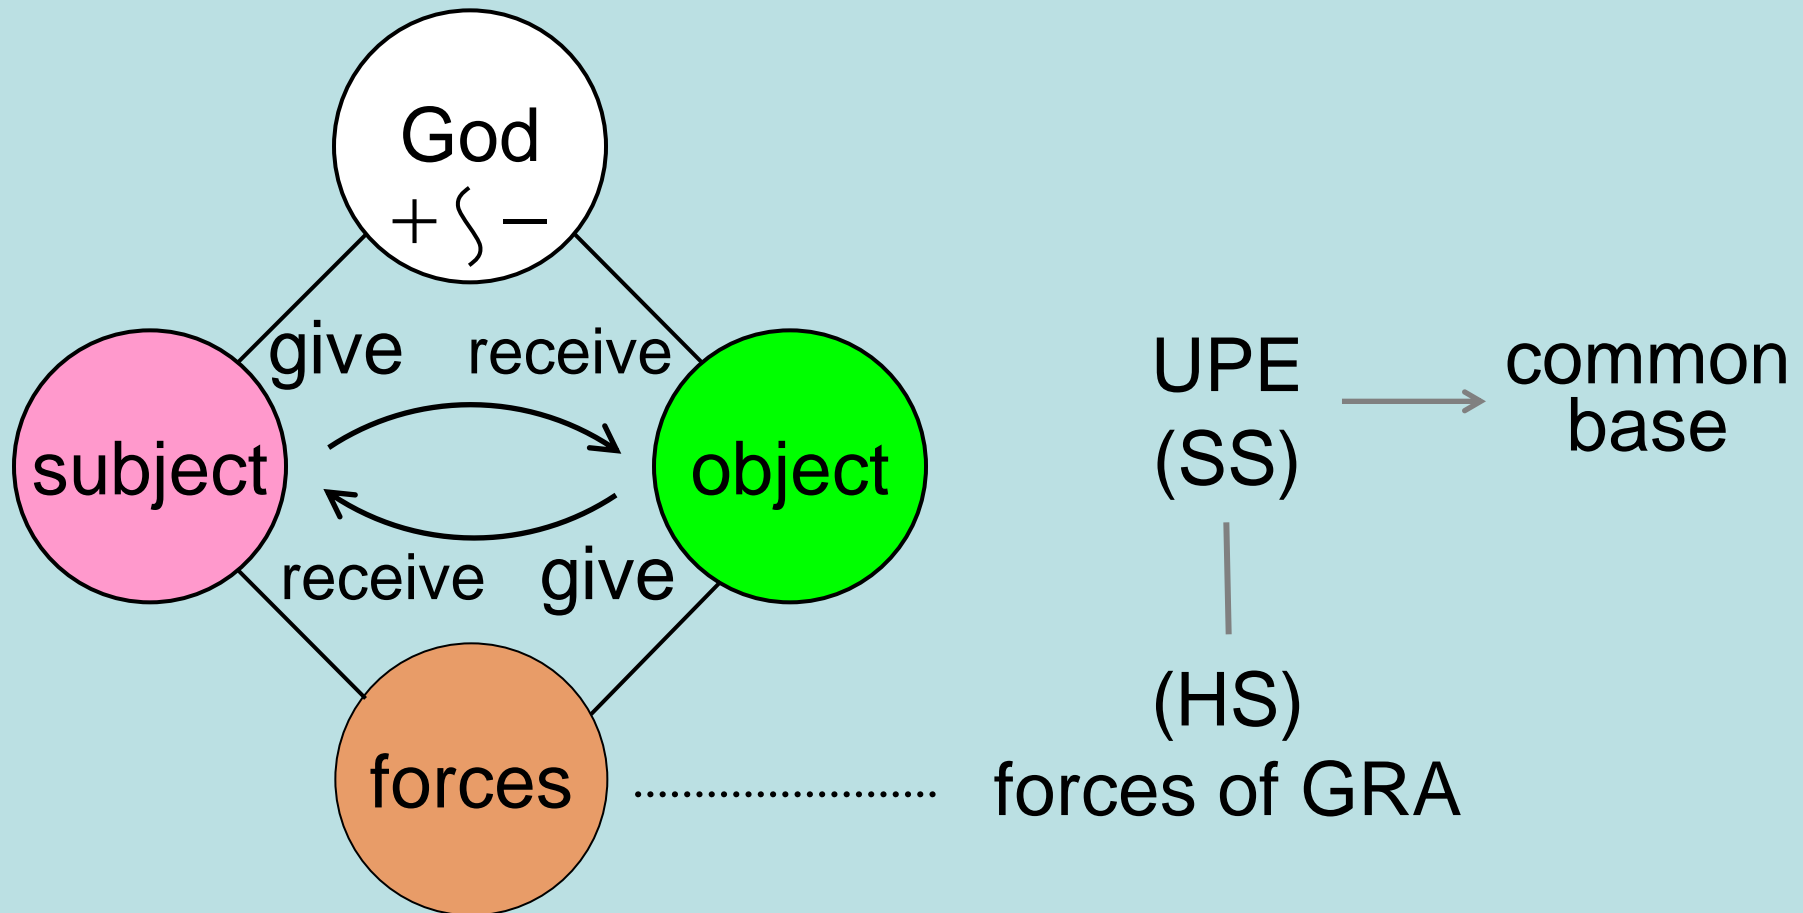 God
+ −
give receive
subject
object
receive give
forces
UPE
(SS)
common
base
(HS)
forces of GRA